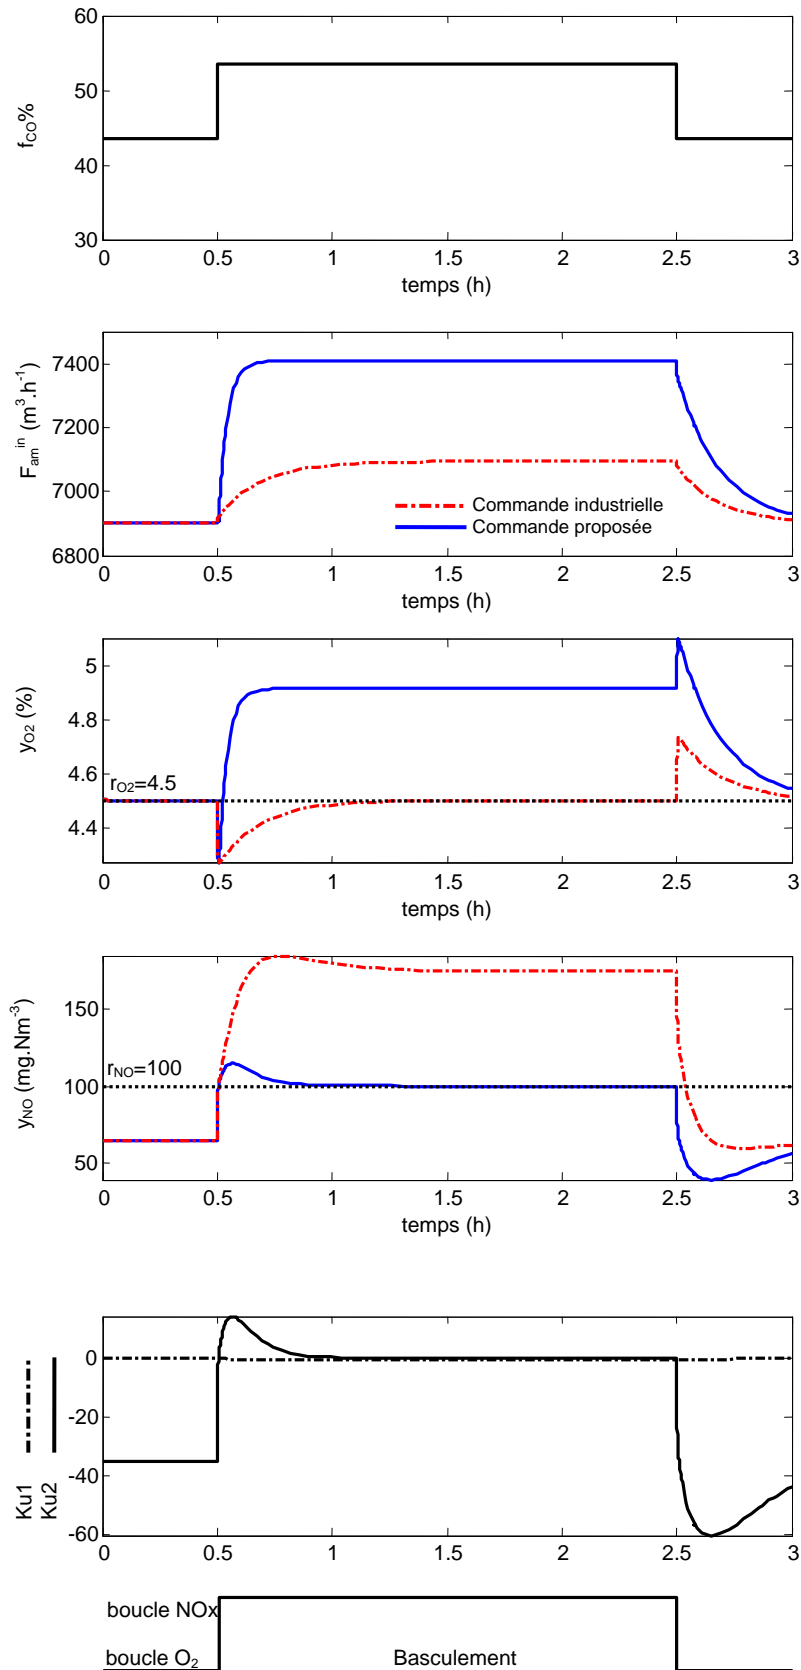 60
50
40
30
f_CO%
0 0.5 1 1.5 2 2.5 3
temps (h)
7400
7200
7000
6800
F_am^in (m^3.h^-1)
Commande industrielle
Commande proposée
0 0.5 1 1.5 2 2.5 3
temps (h)
5
4.8
4.6
4.4
y_O2 (%)
r_O2=4.5
0 0.5 1 1.5 2 2.5 3
temps (h)
150
100
50
y_NO (mg.Nm^-3)
r_NO=100
0 0.5 1 1.5 2 2.5 3
temps (h)
0
-20
-40
-60
Ku1
Ku2
0 0.5 1 1.5 2 2.5 3
boucle NOx
boucle O₂ Basculement